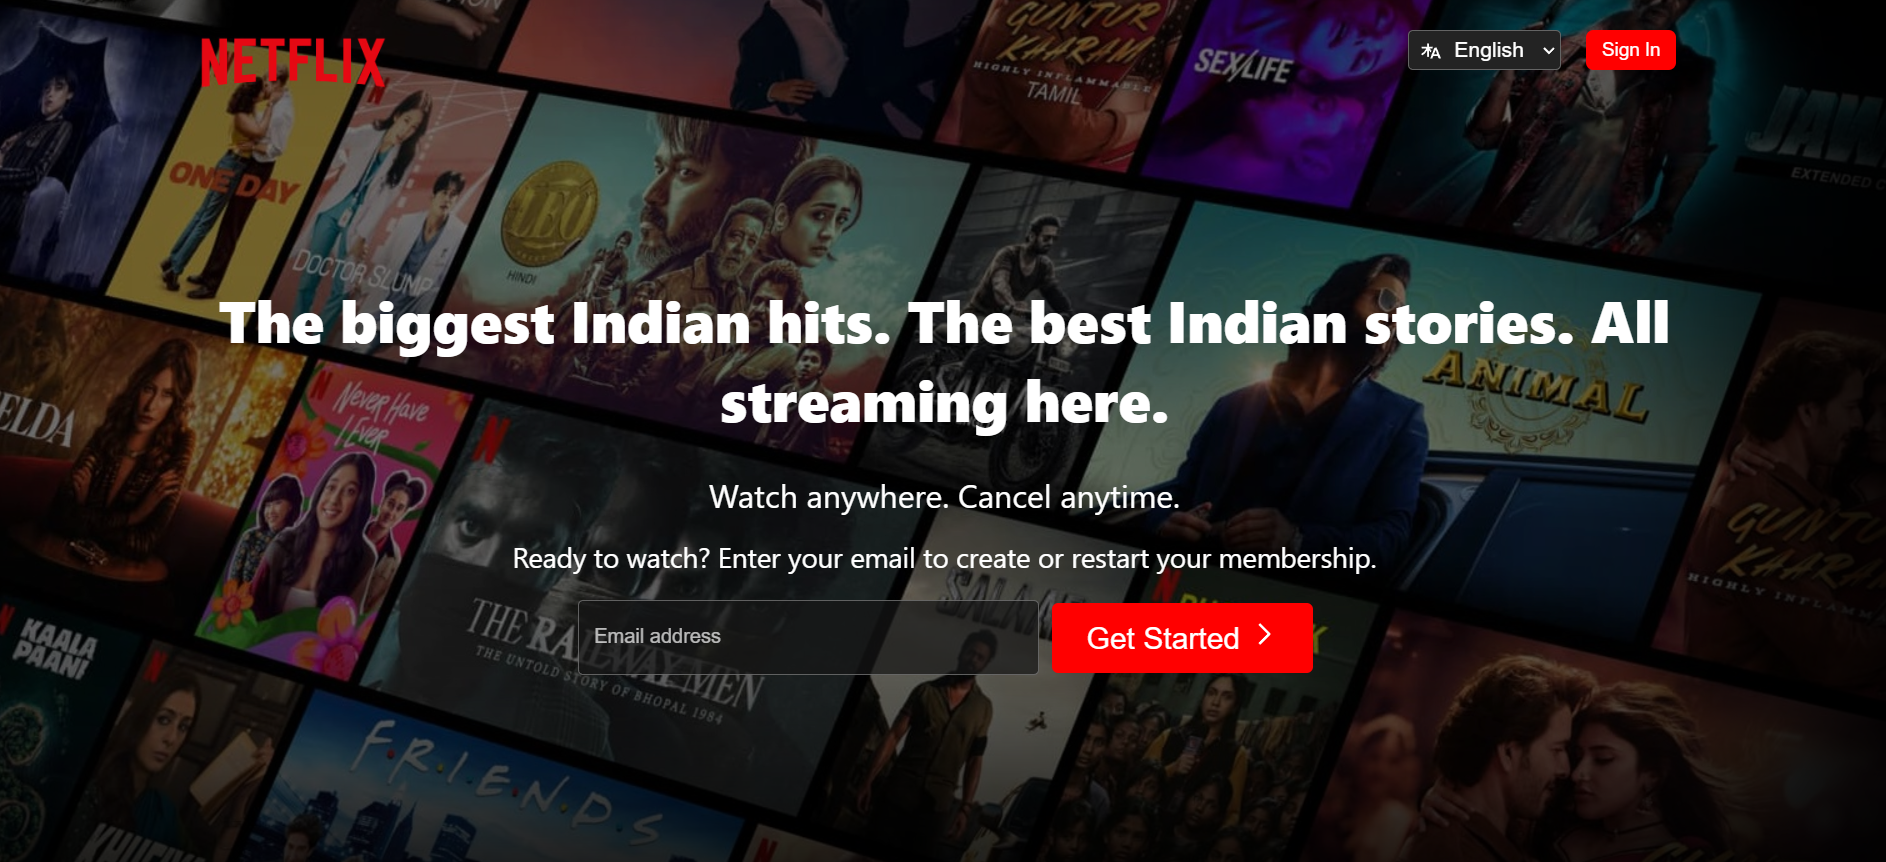 NETFLIX
English
Sign In
GUNTUR
KAARAM
HIGHLY INFLAMMABLE
TAMIL
SEX/LIFE
EXTENDED
ONE DAY
DOCTOR SLUMP
LEO
HINDI
The biggest Indian hits. The best Indian stories. All
streaming here.
ANIMAL
Never Have
I Ever
Watch anywhere. Cancel anytime.
Ready to watch? Enter your email to create or restart your membership.
Email address
Get Started
GUNTUR
KAARAM
HIGHLY INFLAMM
KAALA
PAANI
THE RAILWAY MEN
THE UNTOLD STORY OF BHOPAL 1984
F.R.I.E.N.D.S